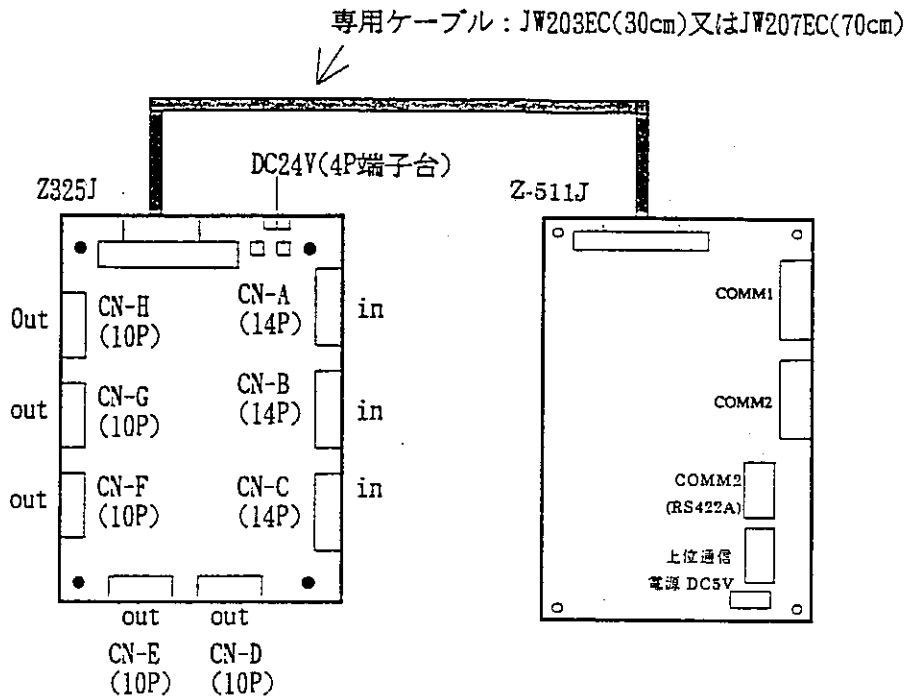 専用ケーブル：JW203EC(30cm)又はJW207EC(70cm)
DC24V(4P端子台)
Z325J
Z-511J
Out
CN-H
(10P)
CN-A
(14P)
in
out
CN-G
(10P)
CN-B
(14P)
in
out
CN-F
(10P)
CN-C
(14P)
in
out
out
CN-E
(10P)
CN-D
(10P)
COMM1
COMM2
COMM2
(RS422A)
上位通信
電源 DC5V